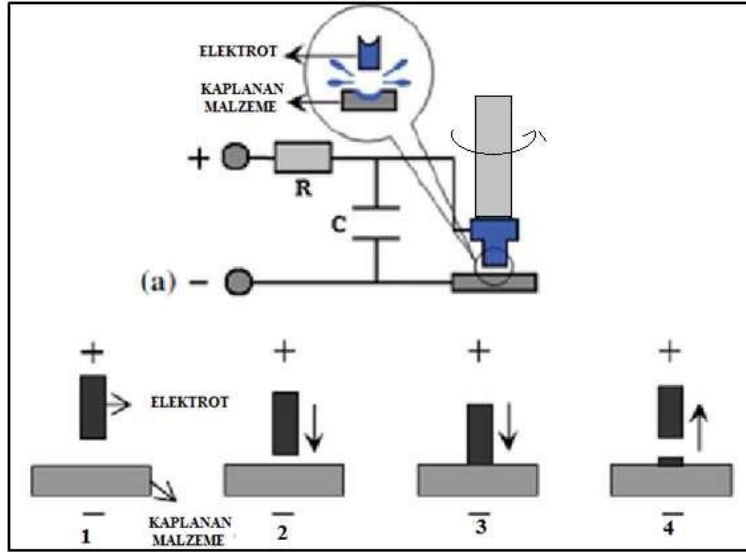 ELEKTROT
KAPLANAN
MALZEME
+
R
C
(a) −
+ + + +
ELEKTROT
− − − −
1 KAPLANAN
MALZEME 2 3 4